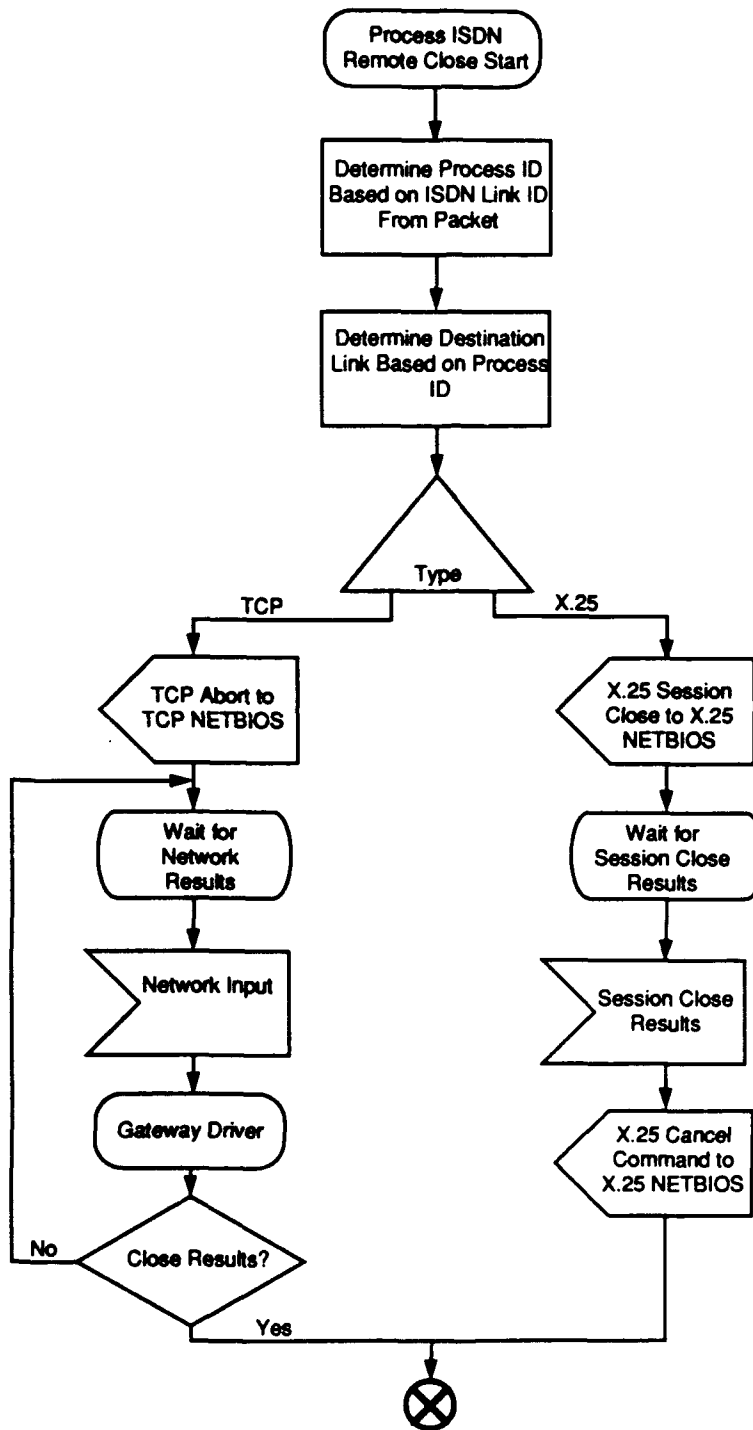 Process ISDN
Remote Close Start
Determine Process ID
Based on ISDN Link ID
From Packet
Determine Destination
Link Based on Process
ID
Type
TCP
X.25
TCP Abort to
TCP NETBIOS
X.25 Session
Close to X.25
NETBIOS
Wait for
Network
Results
Wait for
Session Close
Results
Network Input
Session Close
Results
Gateway Driver
X.25 Cancel
Command to
X.25 NETBIOS
No
Close Results?
Yes